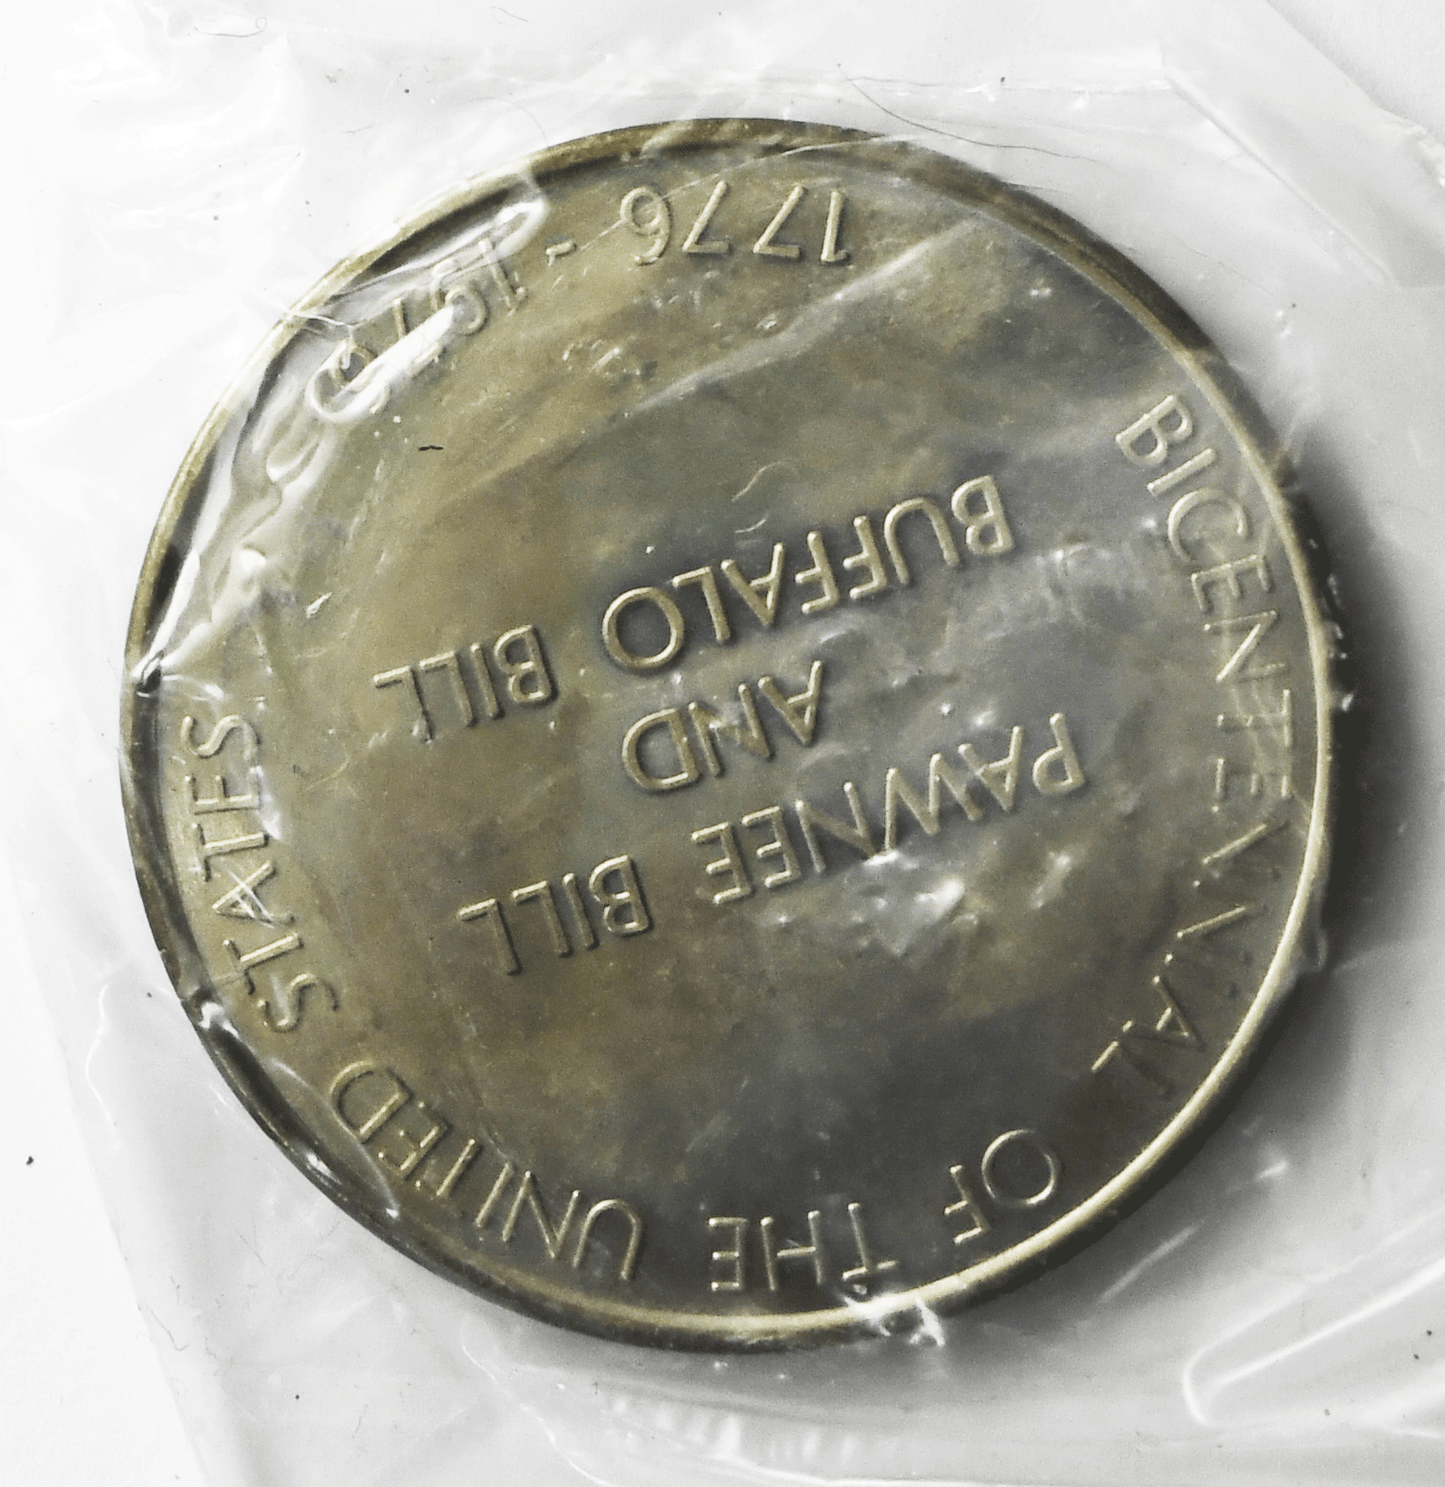 BICENTENNIAL OF THE UNITED STATES
PAWNEE BILL
AND
BUFFALO BILL
1776 - 1976